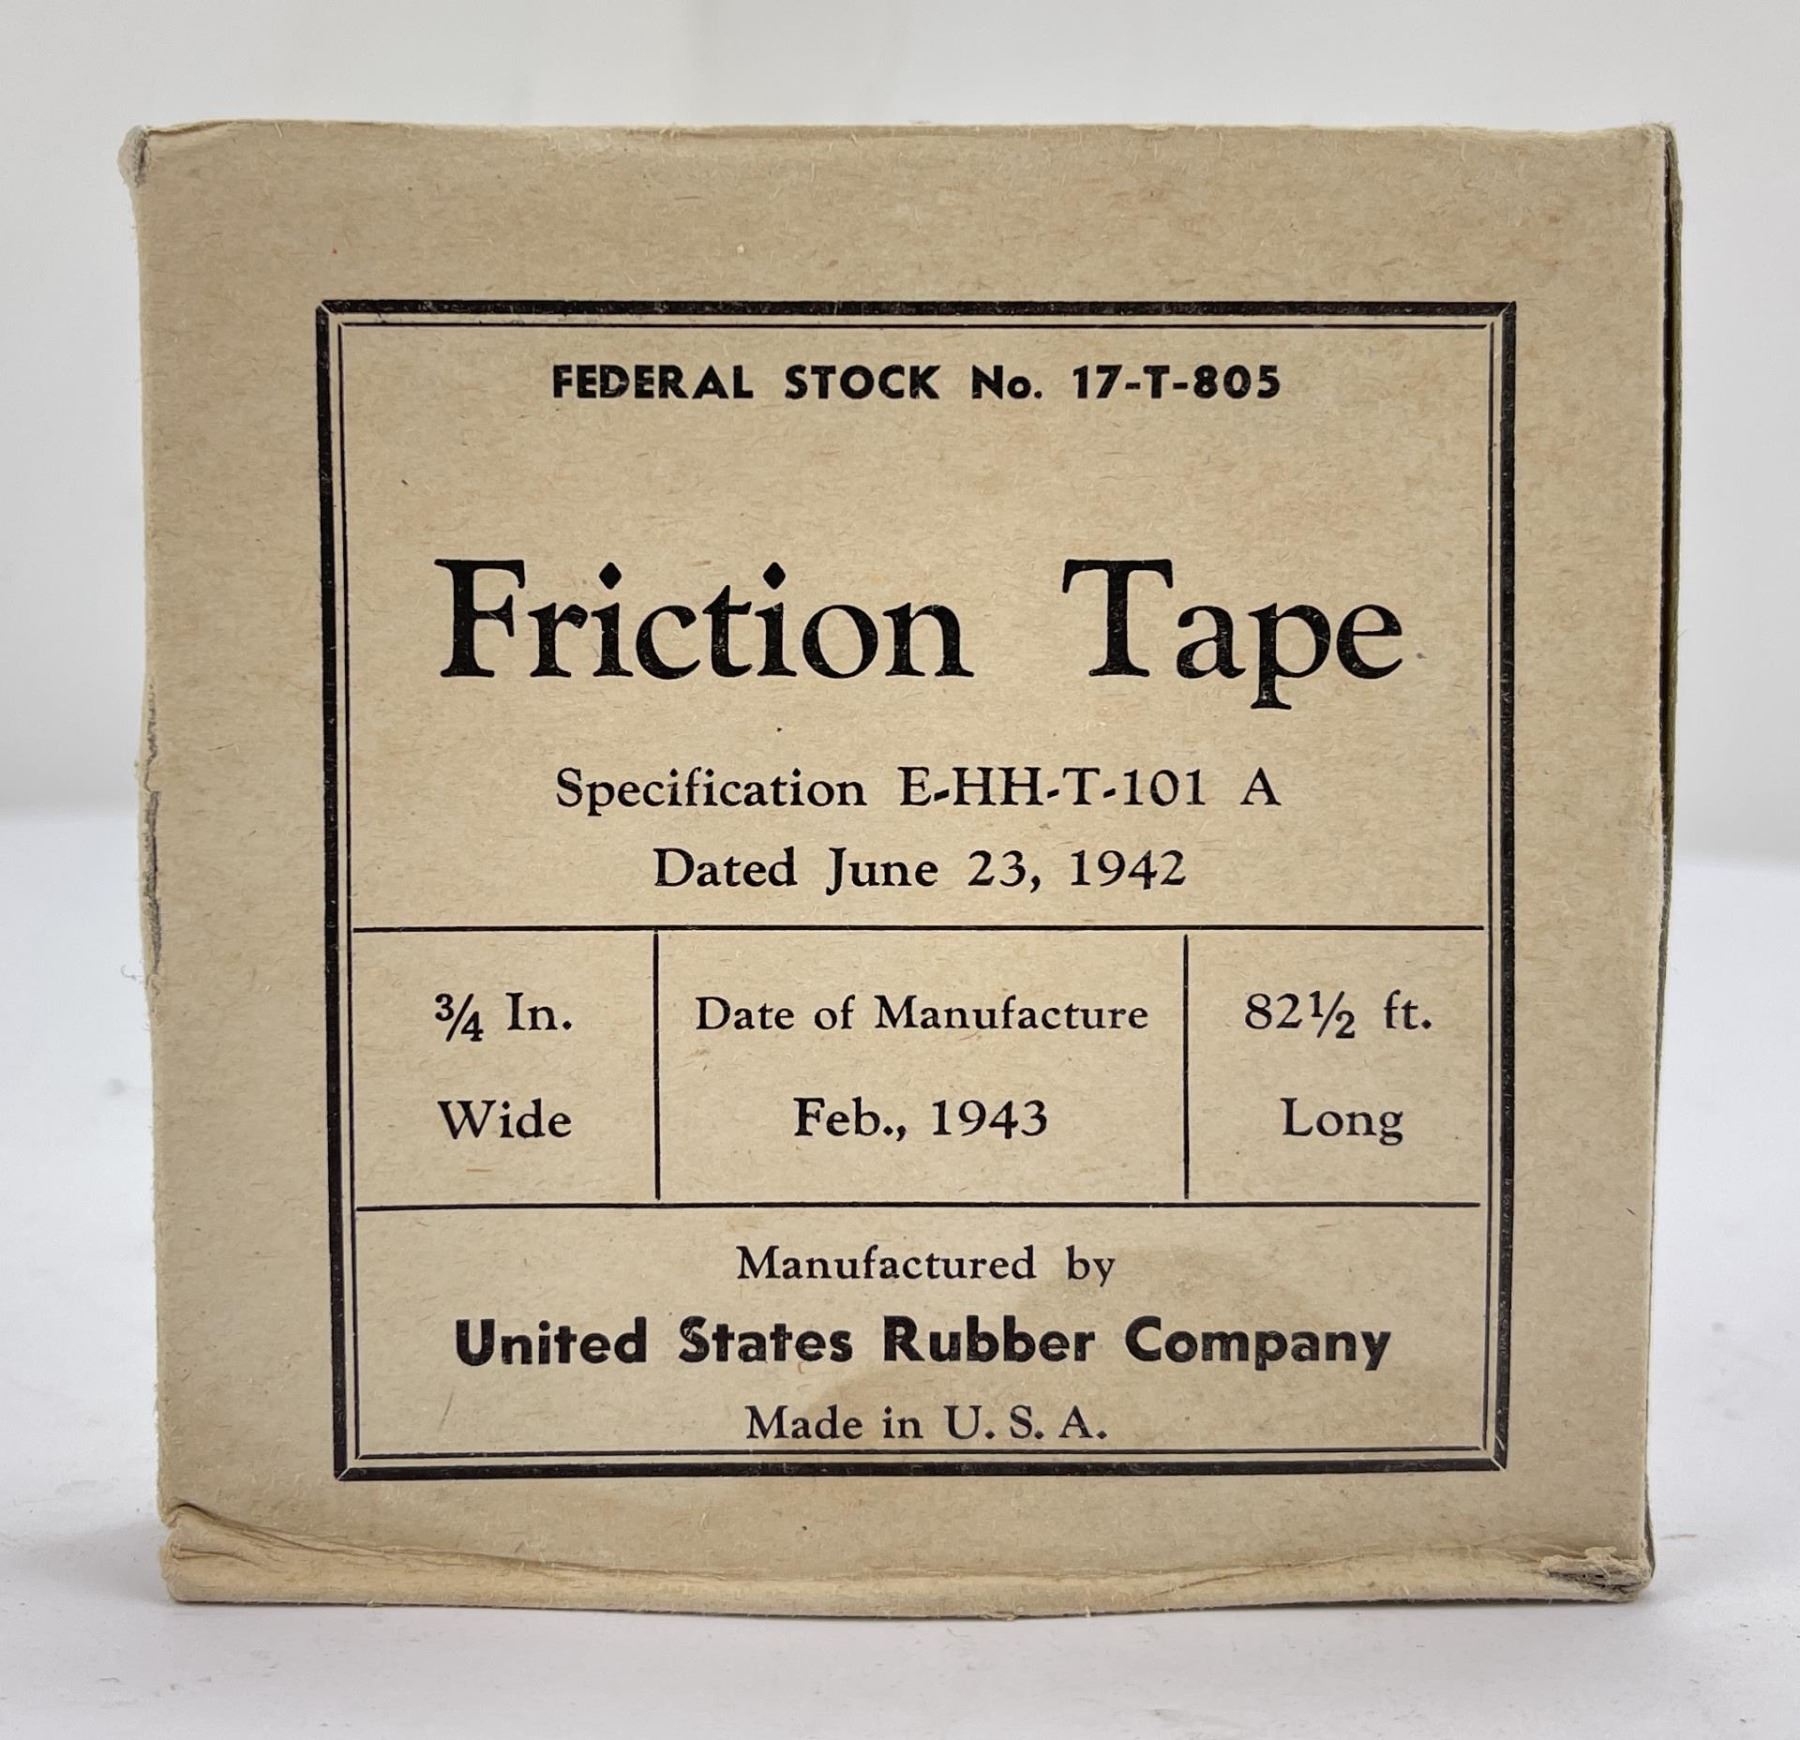 FEDERAL STOCK No. 17-T-805
Friction Tape
Specification E-HH-T-101 A
Dated June 23, 1942
¾ In.
Wide
Date of Manufacture
Feb., 1943
82½ ft.
Long
Manufactured by
United States Rubber Company
Made in U. S. A.